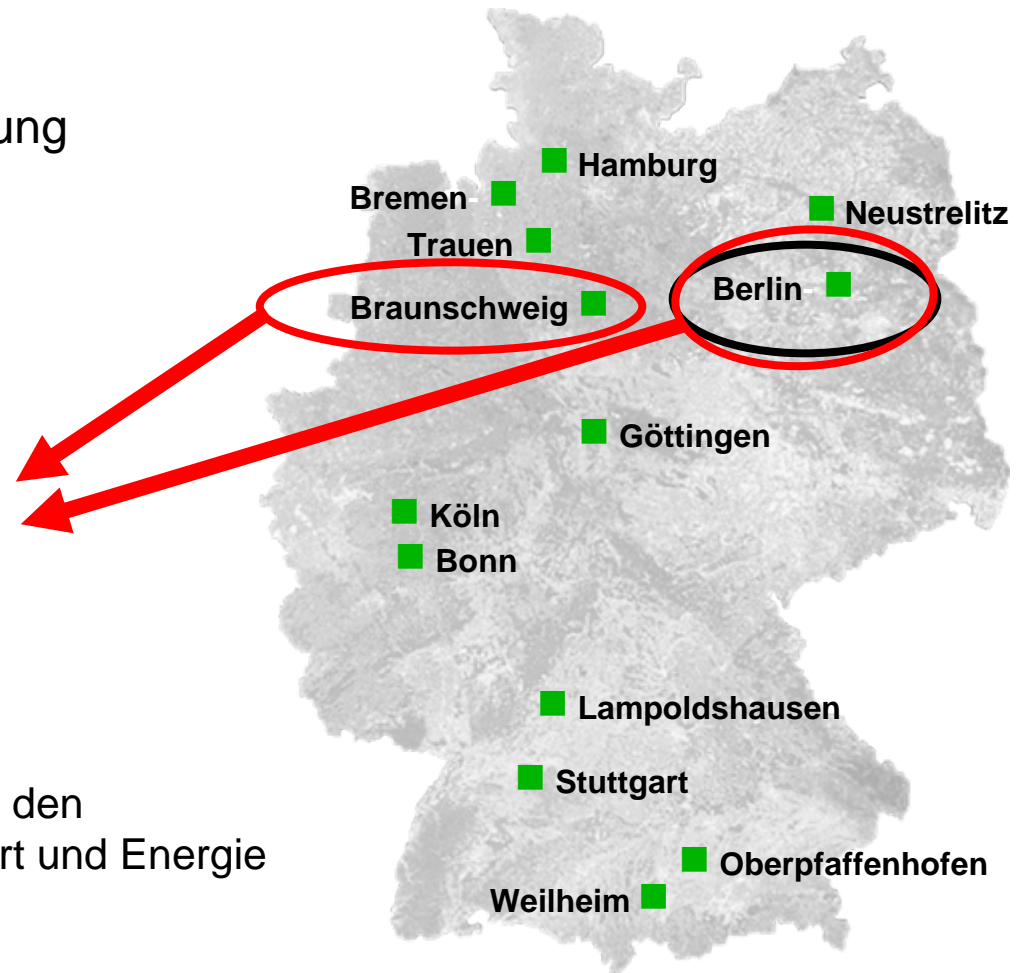 ung
Hamburg
Bremen
Neustrelitz
Trauen
Berlin
Braunschweig
Göttingen
Köln
Bonn
Lampoldshausen
Stuttgart
den
rt und Energie
Oberpfaffenhofen
Weilheim